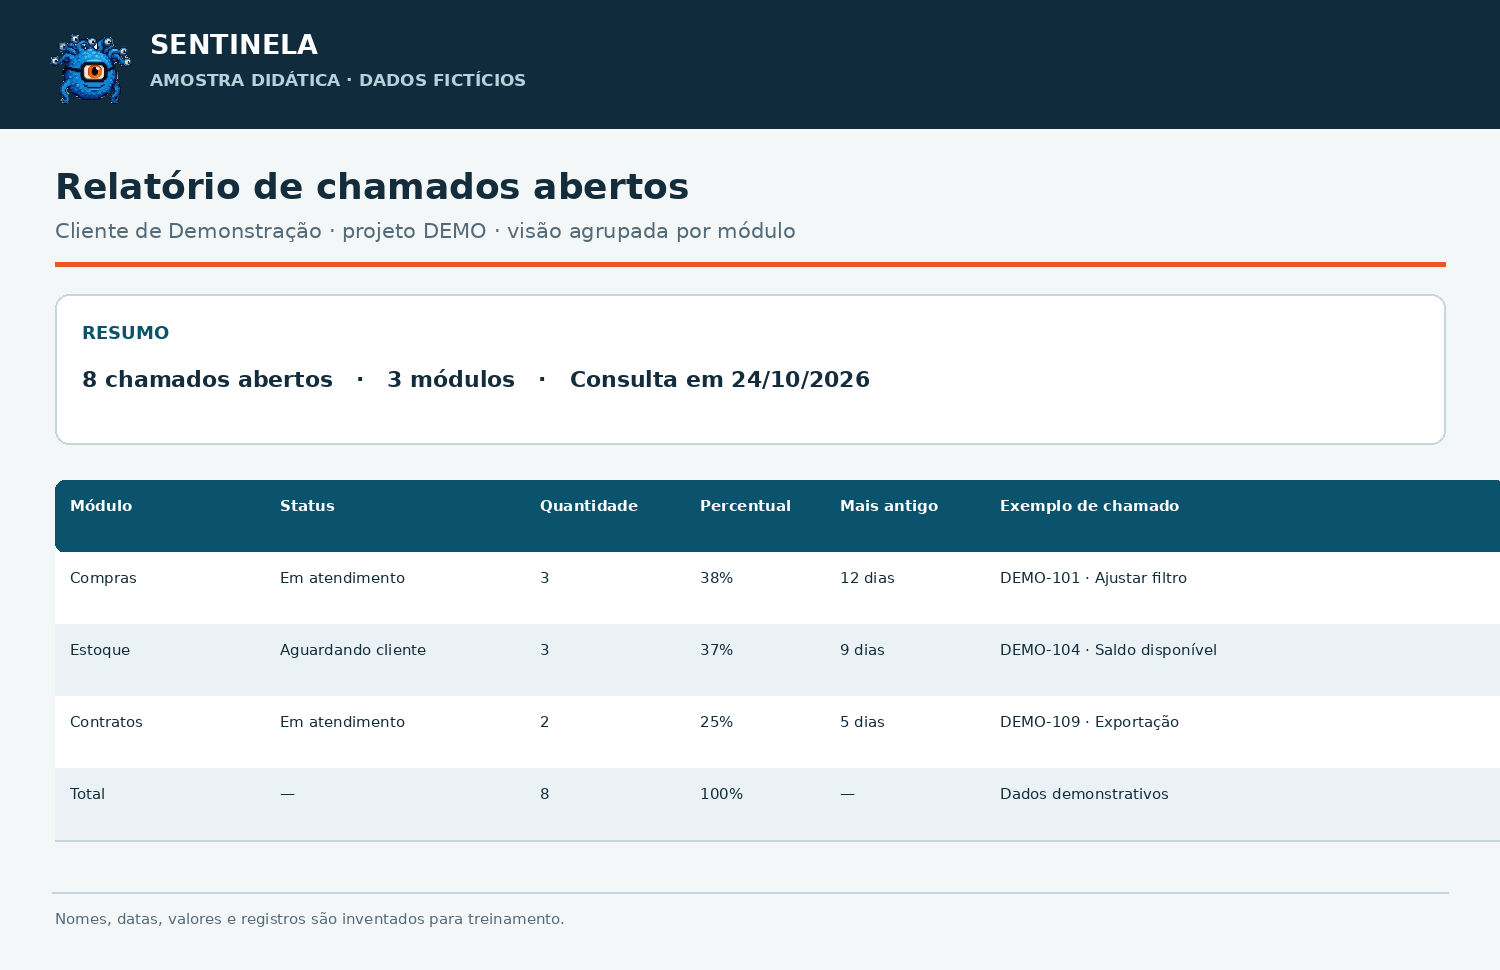 SENTINELA
AMOSTRA DIDÁTICA · DADOS FICTÍCIOS
Relatório de chamados abertos
Cliente de Demonstração · projeto DEMO · visão agrupada por módulo
RESUMO
8 chamados abertos · 3 módulos · Consulta em 24/10/2026
Módulo Status Quantidade Percentual Mais antigo Exemplo de chamado
Compras Em atendimento 3 38% 12 dias DEMO-101 · Ajustar filtro
Estoque Aguardando cliente 3 37% 9 dias DEMO-104 · Saldo disponível
Contratos Em atendimento 2 25% 5 dias DEMO-109 · Exportação
Total — 8 100% — Dados demonstrativos
Nomes, datas, valores e registros são inventados para treinamento.